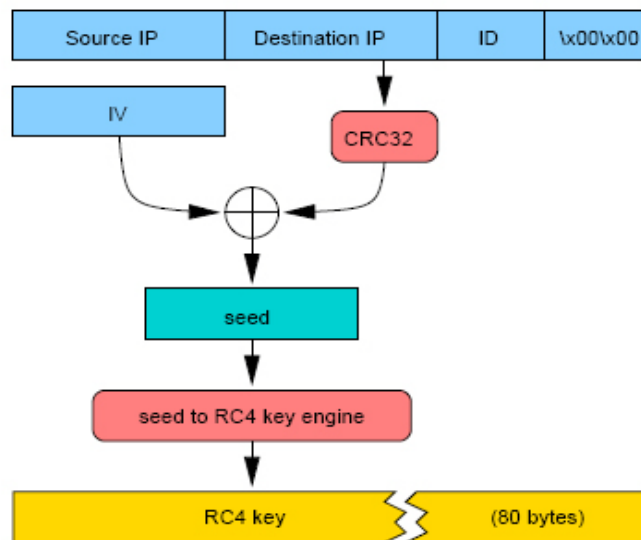 Source IP Destination IP ID \x00\x00
IV
CRC32
seed
seed to RC4 key engine
RC4 key (80 bytes)